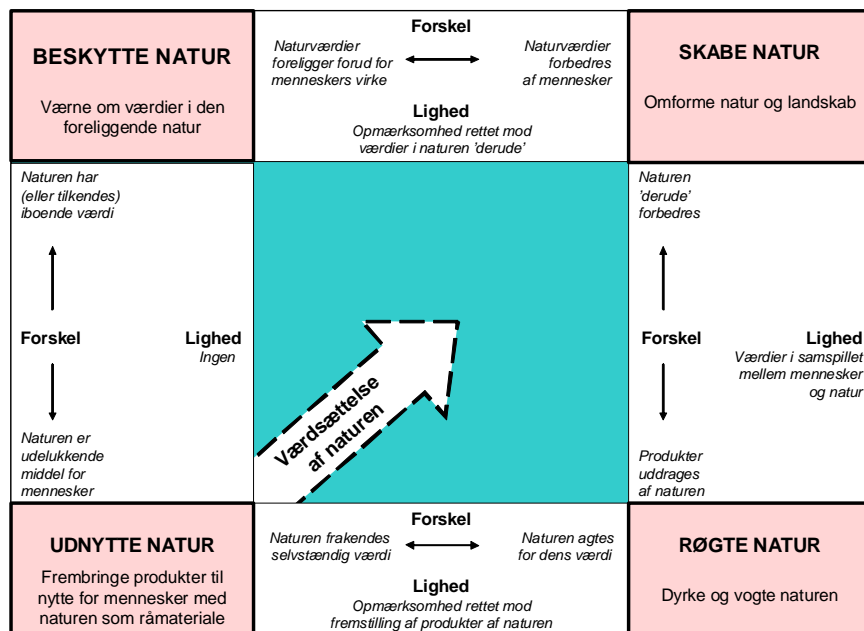 BESKYTTE NATUR
Værne om værdier i den
foreliggende natur
Forskel
Naturværdier
foreligger forud for
menneskers virke
Naturværdier
forbedres
af mennesker
Lighed
Opmærksomhed rettet mod
værdier i naturen 'derude'
SKABE NATUR
Omforme natur og landskab
Naturen har
(eller tilkendes)
iboende værdi
Forskel
Lighed
Ingen
Naturen er
udelukkende
middel for
mennesker
Værdsættelse
af naturen
Naturen
'derude'
forbedres
Forskel
Lighed
Værdier i samspillet
mellem mennesker
og natur
Produkter
uddrages
af naturen
UDNYTTE NATUR
Frembringe produkter til
nytte for mennesker med
naturen som råmateriale
Forskel
Naturen frakendes
selvstændig værdi
Naturen agtes
for dens værdi
Lighed
Opmærksomhed rettet mod
fremstilling af produkter af naturen
RØGTE NATUR
Dyrke og vogte naturen